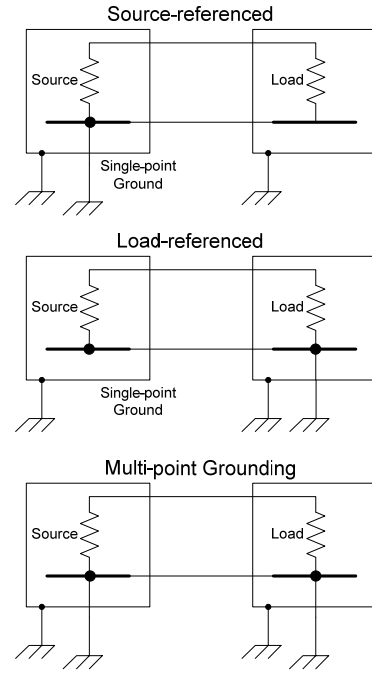 Source-referenced
Source
Load
Single-point
Ground
Load-referenced
Source
Load
Single-point
Ground
Multi-point Grounding
Source
Load